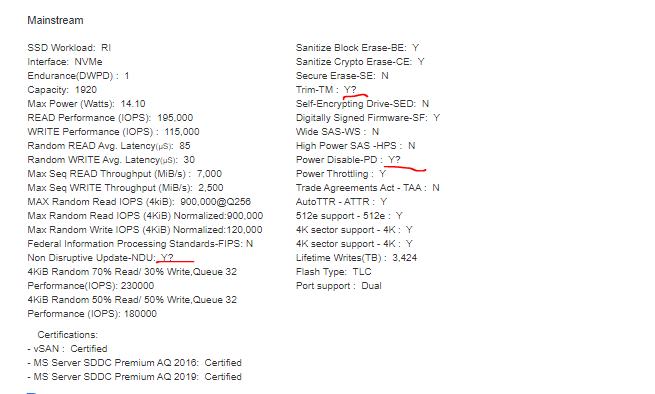 Mainstream
SSD Workload: RI
Interface: NVMe
Endurance(DWPD) : 1
Capacity: 1920
Max Power (Watts): 14.10
READ Performance (IOPS): 195,000
WRITE Performance (IOPS) : 115,000
Random READ Avg. Latency(µS): 85
Random WRITE Avg. Latency(µS): 30
Max Seq READ Throughput (MiB/s) : 7,000
Max Seq WRITE Throughput (MiB/s): 2,500
MAX Random Read IOPS (4kiB): 900,000@Q256
Max Random Read IOPS (4KiB) Normalized:900,000
Max Random Write IOPS (4KiB) Normalized:120,000
Federal Information Processing Standards-FIPS: N
Non Disruptive Update-NDU: Y?
4KiB Random 70% Read/ 30% Write,Queue 32
Performance(IOPS): 230000
4KiB Random 50% Read/ 50% Write,Queue 32
Performance (IOPS): 180000
Sanitize Block Erase-BE: Y
Sanitize Crypto Erase-CE: Y
Secure Erase-SE: N
Trim-TM : Y?
Self-Encrypting Drive-SED: N
Digitally Signed Firmware-SF: Y
Wide SAS-WS : N
High Power SAS -HPS : N
Power Disable-PD : Y?
Power Throttling : Y
Trade Agreements Act - TAA : N
AutoTTR - ATTR : Y
512e support - 512e : Y
4K sector support - 4K : Y
4K sector support - 4K : Y
Lifetime Writes(TB) : 3,424
Flash Type: TLC
Port support : Dual
Certifications:
- vSAN : Certified
- MS Server SDDC Premium AQ 2016: Certified
- MS Server SDDC Premium AQ 2019: Certified